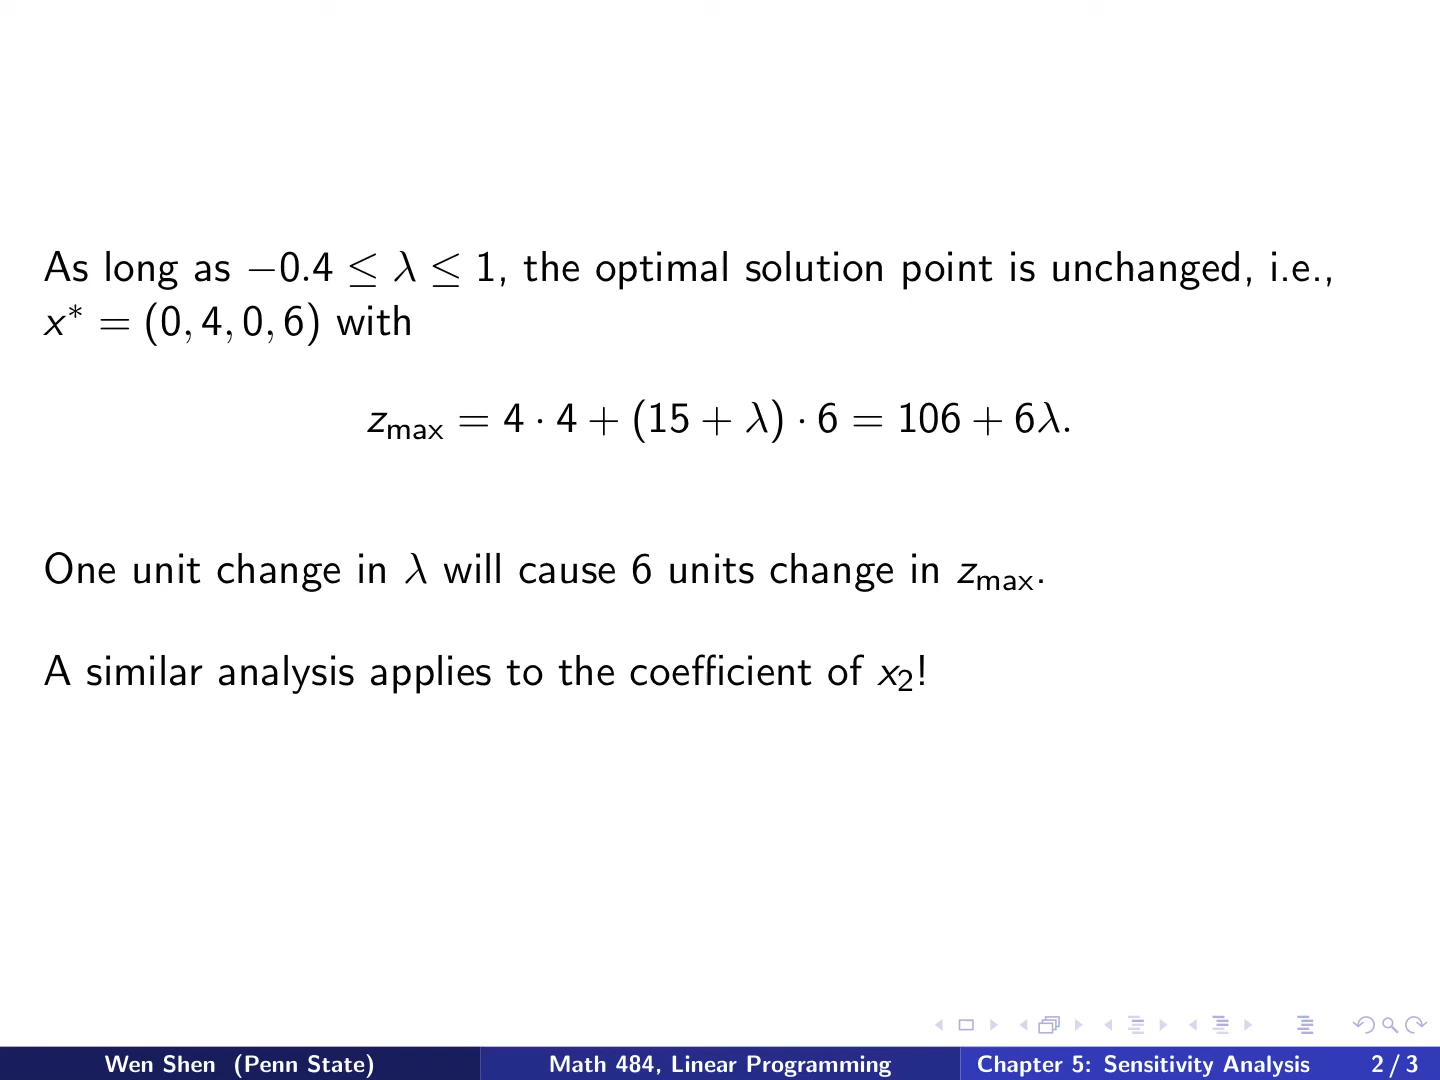 As long as −0.4 ≤ λ ≤ 1, the optimal solution point is unchanged, i.e.,
x* = (0, 4, 0, 6) with
z_max = 4 · 4 + (15 + λ) · 6 = 106 + 6λ.
One unit change in λ will cause 6 units change in z_max.
A similar analysis applies to the coefficient of x₂!
Wen Shen (Penn State) Math 484, Linear Programming Chapter 5: Sensitivity Analysis 2 / 3